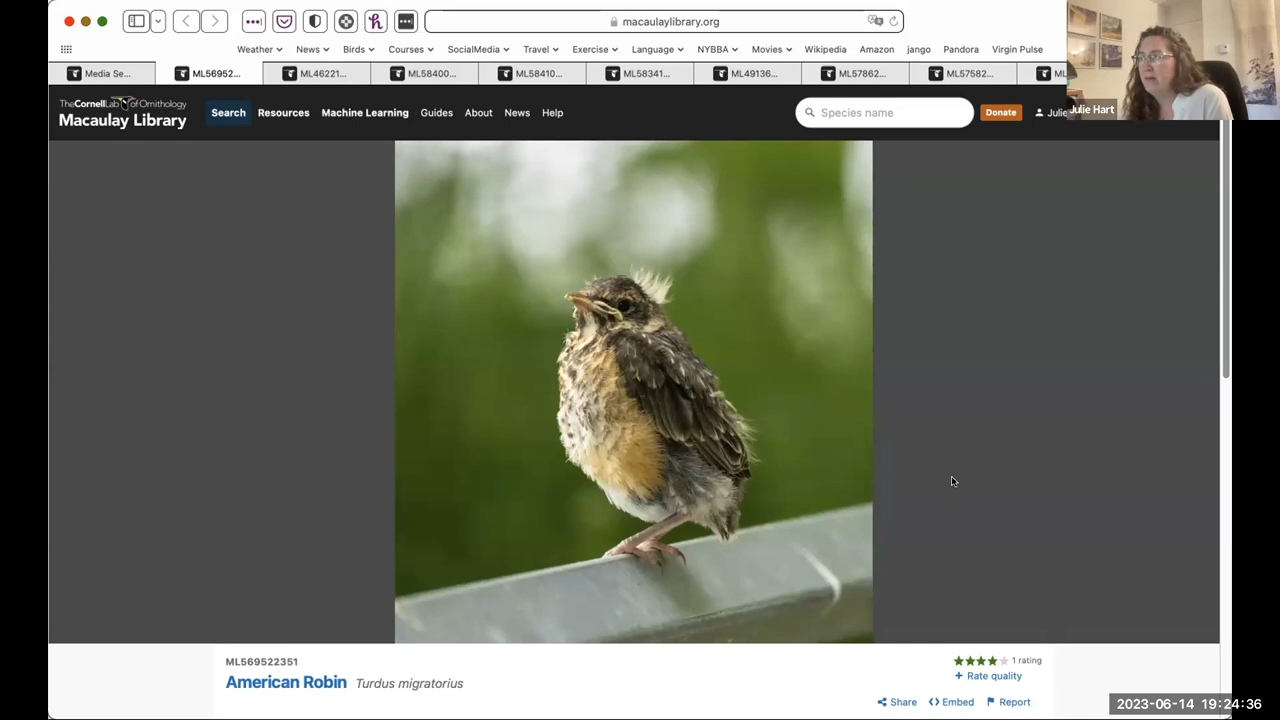 macaulaylibrary.org
Weather News Birds Courses SocialMedia Travel Exercise Language NYBBA Movies Wikipedia Amazon jango Pandora Virgin Pulse
Media Se... ML56952... ML46221... ML58400... ML58410... ML58341... ML49136... ML57862... ML57582... ML
TheCornellLab of Ornithology
Macaulay Library
Search Resources Machine Learning Guides About News Help Species name Donate Julie
Julie Hart
ML569522351
1 rating
American Robin Turdus migratorius
+ Rate quality
Share Embed Report
2023-06-14 19:24:36